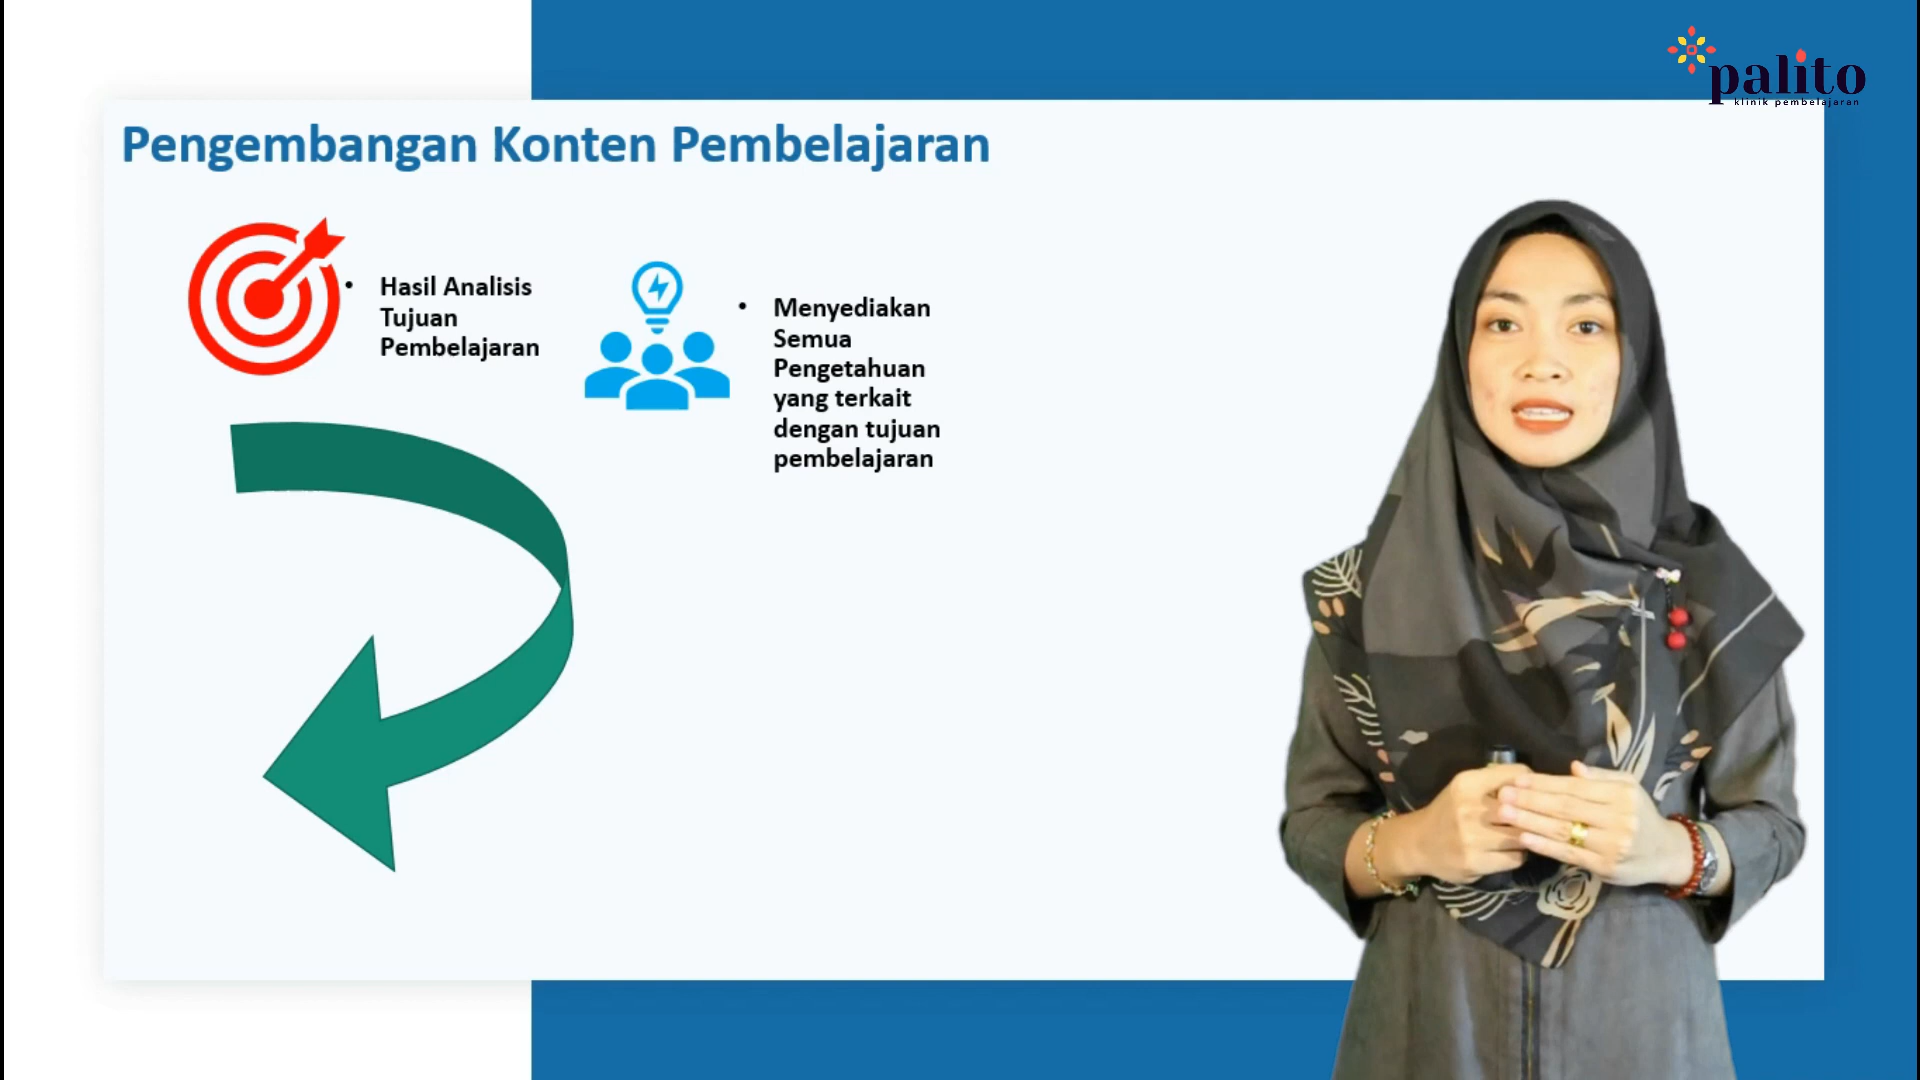 palito
klinik pembelajaran
Pengembangan Konten Pembelajaran
• Hasil Analisis
Tujuan
Pembelajaran
• Menyediakan
Semua
Pengetahuan
yang terkait
dengan tujuan
pembelajaran